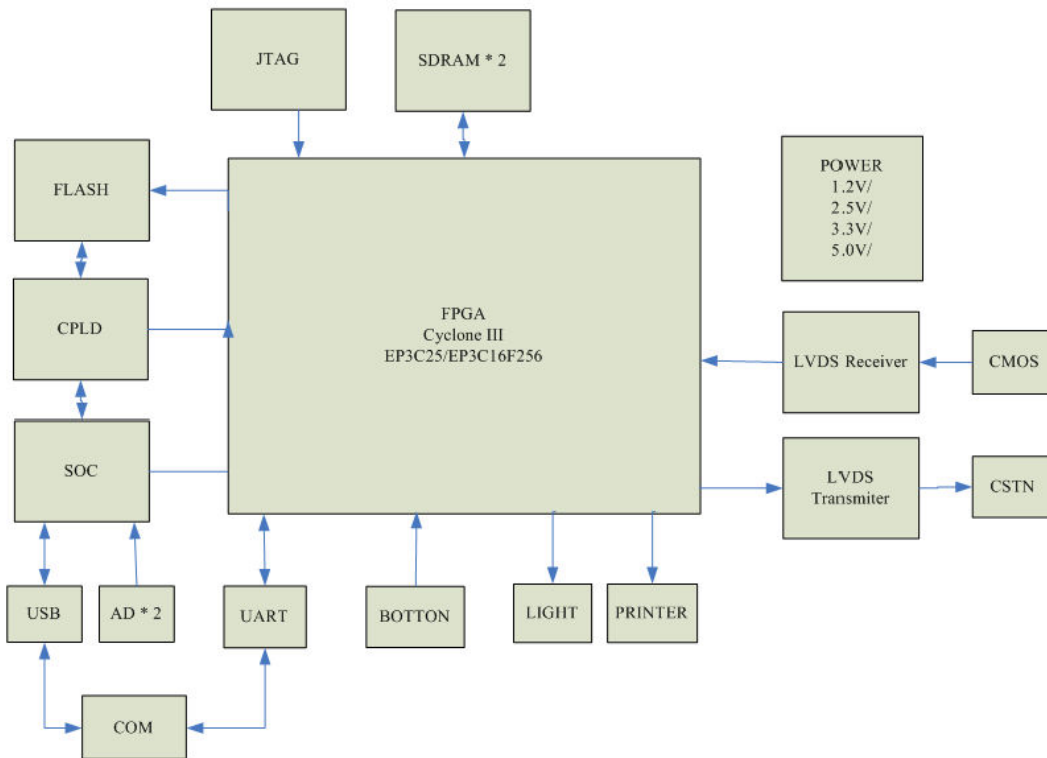 JTAG
SDRAM * 2
FLASH
POWER
1.2V/
2.5V/
3.3V/
5.0V/
CPLD
FPGA
Cyclone III
EP3C25/EP3C16F256
LVDS Receiver
CMOS
SOC
LVDS
Transmiter
CSTN
USB
AD * 2
UART
BOTTON
LIGHT
PRINTER
COM